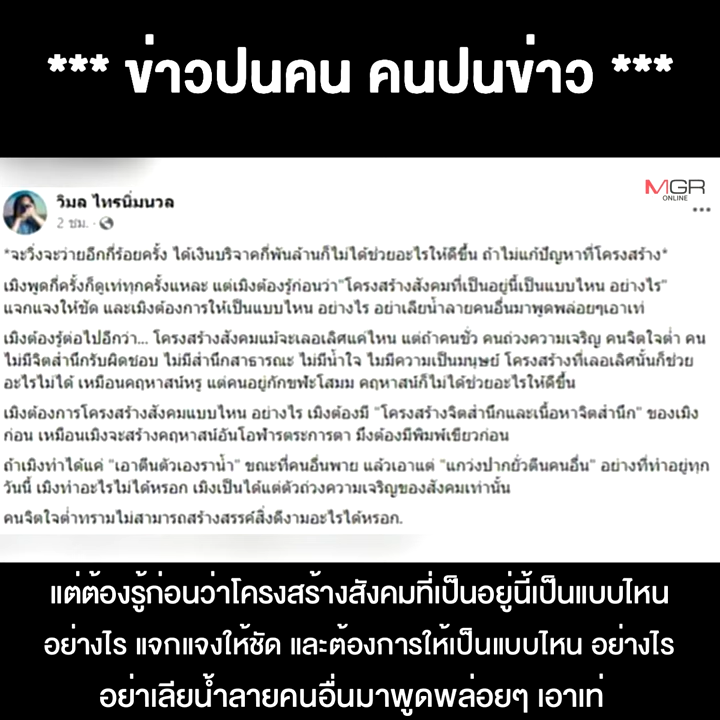 *** ข่าวปนคน คนปนข่าว ***
MGR
ONLINE
วิมล ไทรนิ่มนวล
2 ชม. ·
*จะวิ่งจะว่ายอีกกี่ร้อยครั้ง ได้เงินบริจาคกี่พันล้านก็ไม่ได้ช่วยอะไรให้ดีขึ้น ถ้าไม่แก้ปัญหาที่โครงสร้าง*
เมิงพูดกี่ครั้งก็ดูเท่ทุกครั้งแหละ แต่เมิงต้องรู้ก่อนว่า"โครงสร้างสังคมที่เป็นอยู่นี้เป็นแบบไหน อย่างไร"
แจกแจงให้ชัด และเมิงต้องการให้เป็นแบบไหน อย่างไร อย่าเลียน้ำลายคนอื่นมาพูดพล่อยๆเอาเท่
เมิงต้องรู้ต่อไปอีกว่า... โครงสร้างสังคมแม้จะเลอเลิศแค่ไหน แต่ถ้าคนชั่ว คนถ่วงความเจริญ คนจิตใจต่ำ คน
ไม่มีจิตสำนึกรับผิดชอบ ไม่มีสำนึกสาธารณะ ไม่มีน้ำใจ ไมมีความเป็นมนุษย์ โครงสร้างที่เลอเลิศนั้นก็ช่วย
อะไรไม่ได้ เหมือนคฤหาสน์หรู แต่คนอยู่กักขฬะโสมม คฤหาสน์ก็ไม่ได้ช่วยอะไรให้ดีขึ้น
เมิงต้องการโครงสร้างสังคมแบบไหน อย่างไร เมิงต้องมี "โครงสร้างจิตสำนึกและเนื้อหาจิตสำนึก" ของเมิง
ก่อน เหมือนเมิงจะสร้างคฤหาสน์อันโอฬารตระการตา มึงต้องมีพิมพ์เขียวก่อน
ถ้าเมิงทำได้แค่ "เอาตีนตัวเองราน้ำ" ขณะที่คนอื่นพาย แล้วเอาแต่ "แกว่งปากยั่วตีนคนอื่น" อย่างที่ทำอยู่ทุก
วันนี้ เมิงทำอะไรไม่ได้หรอก เมิงเป็นได้แต่ตัวถ่วงความเจริญของสังคมเท่านั้น
คนจิตใจต่ำทรามไม่สามารถสร้างสรรค์สิ่งดีงามอะไรได้หรอก.
แต่ต้องรู้ก่อนว่าโครงสร้างสังคมที่เป็นอยู่นี้เป็นแบบไหน
อย่างไร แจกแจงให้ชัด และต้องการให้เป็นแบบไหน อย่างไร
อย่าเลียน้ำลายคนอื่นมาพูดพล่อยๆ เอาเท่